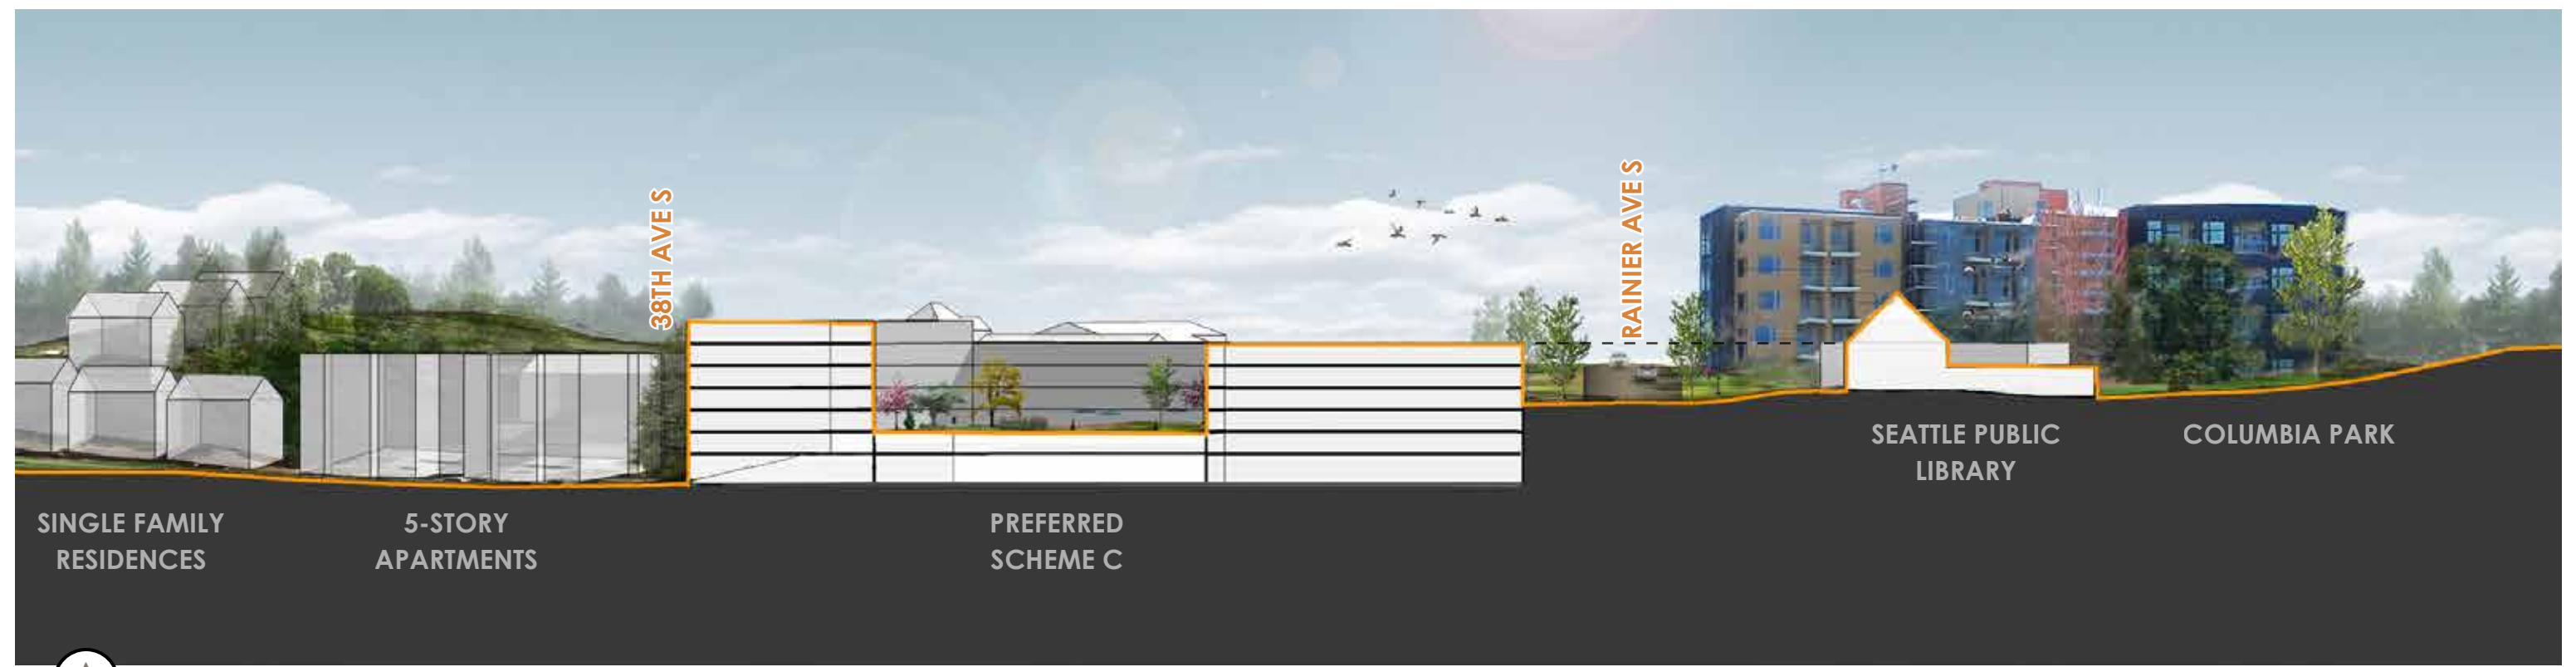 38TH AVE S
RAINIER AVE S
SEATTLE PUBLIC
LIBRARY
COLUMBIA PARK
SINGLE FAMILY
RESIDENCES
5-STORY
APARTMENTS
PREFERRED
SCHEME C